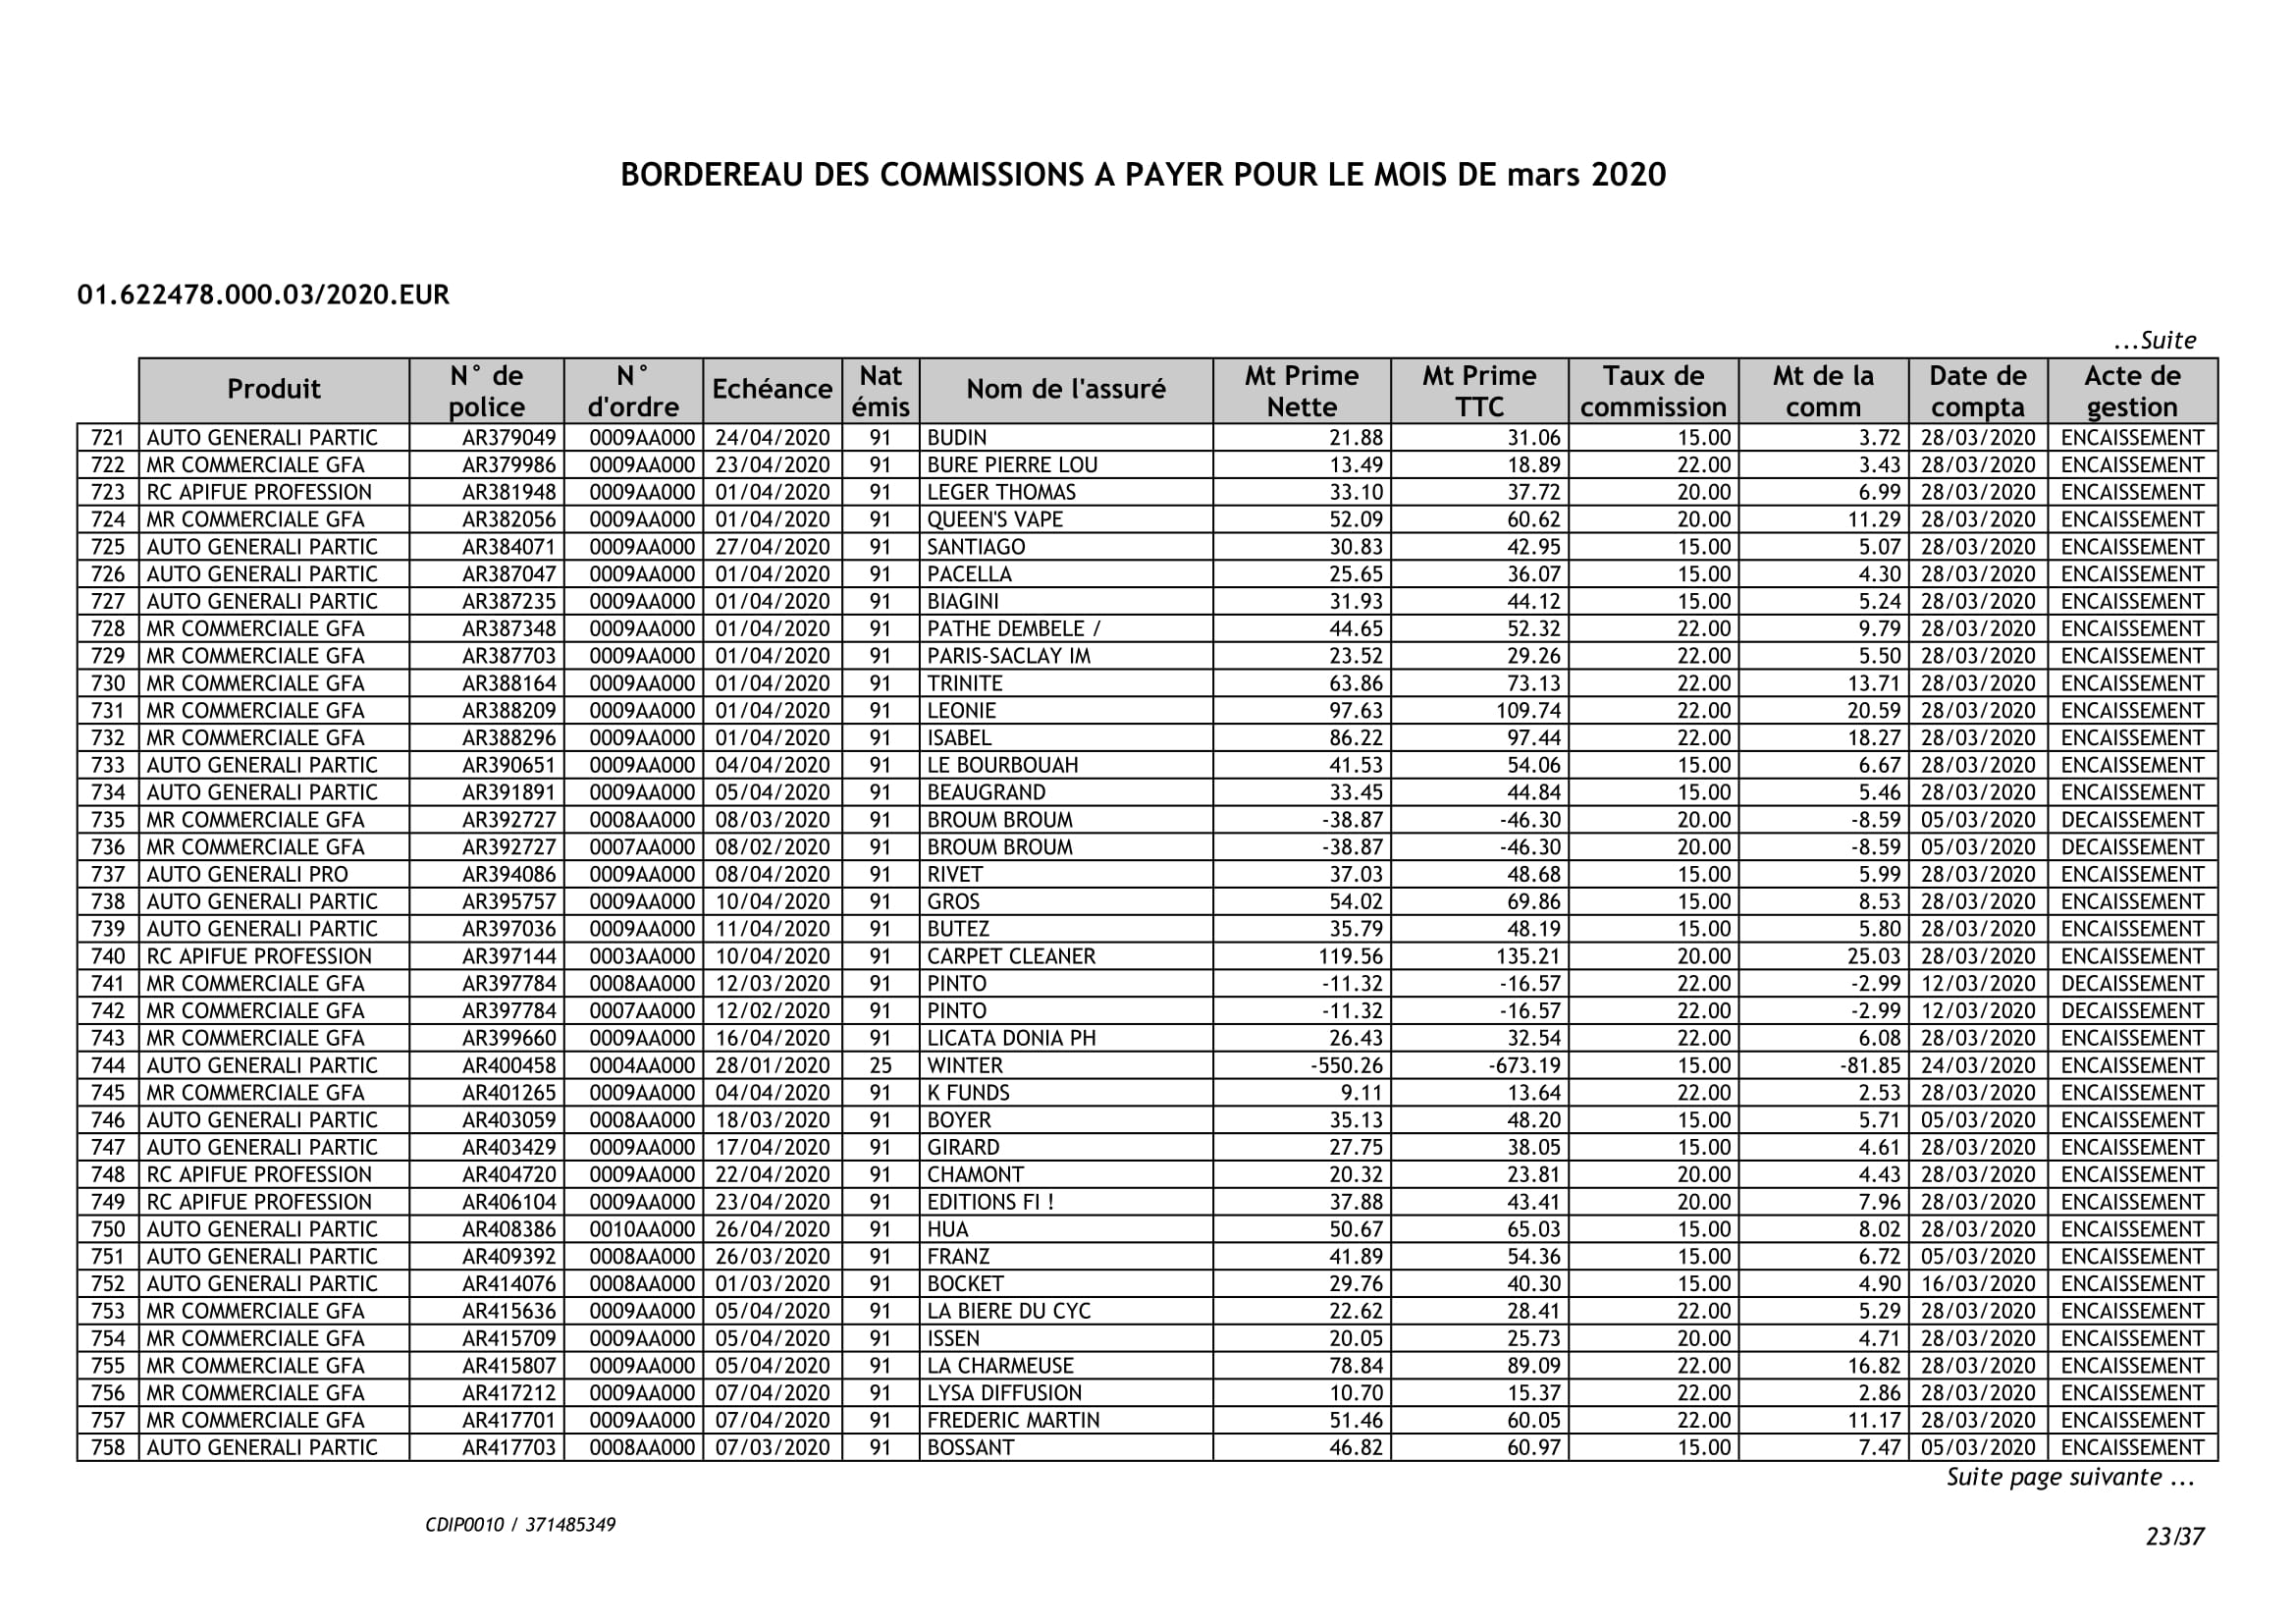 BORDEREAU DES COMMISSIONS A PAYER POUR LE MOIS DE mars 2020
01.622478.000.03/2020.EUR
...Suite
Produit N° de police N° d'ordre Echéance Nat émis Nom de l'assuré Mt Prime Nette Mt Prime TTC Taux de commission Mt de la comm Date de compta Acte de gestion
721 AUTO GENERALI PARTIC AR379049 0009AA000 24/04/2020 91 BUDIN 21.88 31.06 15.00 3.72 28/03/2020 ENCAISSEMENT
722 MR COMMERCIALE GFA AR379986 0009AA000 23/04/2020 91 BURE PIERRE LOU 13.49 18.89 22.00 3.43 28/03/2020 ENCAISSEMENT
723 RC APIFUE PROFESSION AR381948 0009AA000 01/04/2020 91 LEGER THOMAS 33.10 37.72 20.00 6.99 28/03/2020 ENCAISSEMENT
724 MR COMMERCIALE GFA AR382056 0009AA000 01/04/2020 91 QUEEN'S VAPE 52.09 60.62 20.00 11.29 28/03/2020 ENCAISSEMENT
725 AUTO GENERALI PARTIC AR384071 0009AA000 27/04/2020 91 SANTIAGO 30.83 42.95 15.00 5.07 28/03/2020 ENCAISSEMENT
726 AUTO GENERALI PARTIC AR387047 0009AA000 01/04/2020 91 PACELLA 25.65 36.07 15.00 4.30 28/03/2020 ENCAISSEMENT
727 AUTO GENERALI PARTIC AR387235 0009AA000 01/04/2020 91 BIAGINI 31.93 44.12 15.00 5.24 28/03/2020 ENCAISSEMENT
728 MR COMMERCIALE GFA AR387348 0009AA000 01/04/2020 91 PATHE DEMBELE / 44.65 52.32 22.00 9.79 28/03/2020 ENCAISSEMENT
729 MR COMMERCIALE GFA AR387703 0009AA000 01/04/2020 91 PARIS-SACLAY IM 23.52 29.26 22.00 5.50 28/03/2020 ENCAISSEMENT
730 MR COMMERCIALE GFA AR388164 0009AA000 01/04/2020 91 TRINITE 63.86 73.13 22.00 13.71 28/03/2020 ENCAISSEMENT
731 MR COMMERCIALE GFA AR388209 0009AA000 01/04/2020 91 LEONIE 97.63 109.74 22.00 20.59 28/03/2020 ENCAISSEMENT
732 MR COMMERCIALE GFA AR388296 0009AA000 01/04/2020 91 ISABEL 86.22 97.44 22.00 18.27 28/03/2020 ENCAISSEMENT
733 AUTO GENERALI PARTIC AR390651 0009AA000 04/04/2020 91 LE BOURBOUAH 41.53 54.06 15.00 6.67 28/03/2020 ENCAISSEMENT
734 AUTO GENERALI PARTIC AR391891 0009AA000 05/04/2020 91 BEAUGRAND 33.45 44.84 15.00 5.46 28/03/2020 ENCAISSEMENT
735 MR COMMERCIALE GFA AR392727 0008AA000 08/03/2020 91 BROUM BROUM -38.87 -46.30 20.00 -8.59 05/03/2020 DECAISSEMENT
736 MR COMMERCIALE GFA AR392727 0007AA000 08/02/2020 91 BROUM BROUM -38.87 -46.30 20.00 -8.59 05/03/2020 DECAISSEMENT
737 AUTO GENERALI PRO AR394086 0009AA000 08/04/2020 91 RIVET 37.03 48.68 15.00 5.99 28/03/2020 ENCAISSEMENT
738 AUTO GENERALI PARTIC AR395757 0009AA000 10/04/2020 91 GROS 54.02 69.86 15.00 8.53 28/03/2020 ENCAISSEMENT
739 AUTO GENERALI PARTIC AR397036 0009AA000 11/04/2020 91 BUTEZ 35.79 48.19 15.00 5.80 28/03/2020 ENCAISSEMENT
740 RC APIFUE PROFESSION AR397144 0003AA000 10/04/2020 91 CARPET CLEANER 119.56 135.21 20.00 25.03 28/03/2020 ENCAISSEMENT
741 MR COMMERCIALE GFA AR397784 0008AA000 12/03/2020 91 PINTO -11.32 -16.57 22.00 -2.99 12/03/2020 DECAISSEMENT
742 MR COMMERCIALE GFA AR397784 0007AA000 12/02/2020 91 PINTO -11.32 -16.57 22.00 -2.99 12/03/2020 DECAISSEMENT
743 MR COMMERCIALE GFA AR399660 0009AA000 16/04/2020 91 LICATA DONIA PH 26.43 32.54 22.00 6.08 28/03/2020 ENCAISSEMENT
744 AUTO GENERALI PARTIC AR400458 0004AA000 28/01/2020 25 WINTER -550.26 -673.19 15.00 -81.85 24/03/2020 ENCAISSEMENT
745 MR COMMERCIALE GFA AR401265 0009AA000 04/04/2020 91 K FUNDS 9.11 13.64 22.00 2.53 28/03/2020 ENCAISSEMENT
746 AUTO GENERALI PARTIC AR403059 0008AA000 18/03/2020 91 BOYER 35.13 48.20 15.00 5.71 05/03/2020 ENCAISSEMENT
747 AUTO GENERALI PARTIC AR403429 0009AA000 17/04/2020 91 GIRARD 27.75 38.05 15.00 4.61 28/03/2020 ENCAISSEMENT
748 RC APIFUE PROFESSION AR404720 0009AA000 22/04/2020 91 CHAMONT 20.32 23.81 20.00 4.43 28/03/2020 ENCAISSEMENT
749 RC APIFUE PROFESSION AR406104 0009AA000 23/04/2020 91 EDITIONS FI ! 37.88 43.41 20.00 7.96 28/03/2020 ENCAISSEMENT
750 AUTO GENERALI PARTIC AR408386 0010AA000 26/04/2020 91 HUA 50.67 65.03 15.00 8.02 28/03/2020 ENCAISSEMENT
751 AUTO GENERALI PARTIC AR409392 0008AA000 26/03/2020 91 FRANZ 41.89 54.36 15.00 6.72 05/03/2020 ENCAISSEMENT
752 AUTO GENERALI PARTIC AR414076 0008AA000 01/03/2020 91 BOCKET 29.76 40.30 15.00 4.90 16/03/2020 ENCAISSEMENT
753 MR COMMERCIALE GFA AR415636 0009AA000 05/04/2020 91 LA BIERE DU CYC 22.62 28.41 22.00 5.29 28/03/2020 ENCAISSEMENT
754 MR COMMERCIALE GFA AR415709 0009AA000 05/04/2020 91 ISSEN 20.05 25.73 20.00 4.71 28/03/2020 ENCAISSEMENT
755 MR COMMERCIALE GFA AR415807 0009AA000 05/04/2020 91 LA CHARMEUSE 78.84 89.09 22.00 16.82 28/03/2020 ENCAISSEMENT
756 MR COMMERCIALE GFA AR417212 0009AA000 07/04/2020 91 LYSA DIFFUSION 10.70 15.37 22.00 2.86 28/03/2020 ENCAISSEMENT
757 MR COMMERCIALE GFA AR417701 0009AA000 07/04/2020 91 FREDERIC MARTIN 51.46 60.05 22.00 11.17 28/03/2020 ENCAISSEMENT
758 AUTO GENERALI PARTIC AR417703 0008AA000 07/03/2020 91 BOSSANT 46.82 60.97 15.00 7.47 05/03/2020 ENCAISSEMENT
Suite page suivante ...
CDIP0010 / 371485349
23/37